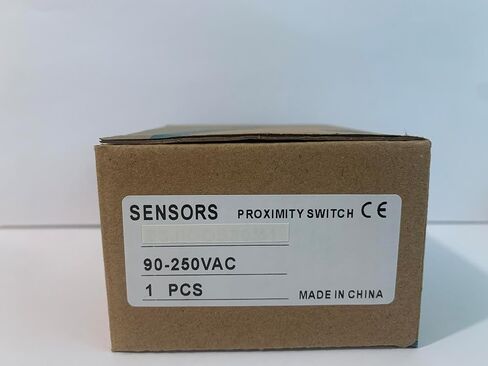 SENSORS PROXIMITY SWITCH CE
90-250VAC
1 PCS
MADE IN CHINA